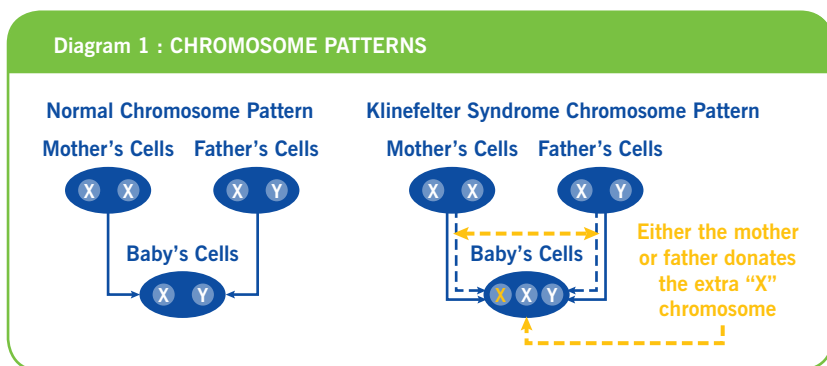 Diagram 1 : CHROMOSOME PATTERNS
Normal Chromosome Pattern
Mother's Cells Father's Cells
X X X Y
Baby's Cells
X Y
Klinefelter Syndrome Chromosome Pattern
Mother's Cells Father's Cells
X X X Y
Baby's Cells
X X Y
Either the mother
or father donates
the extra “X”
chromosome